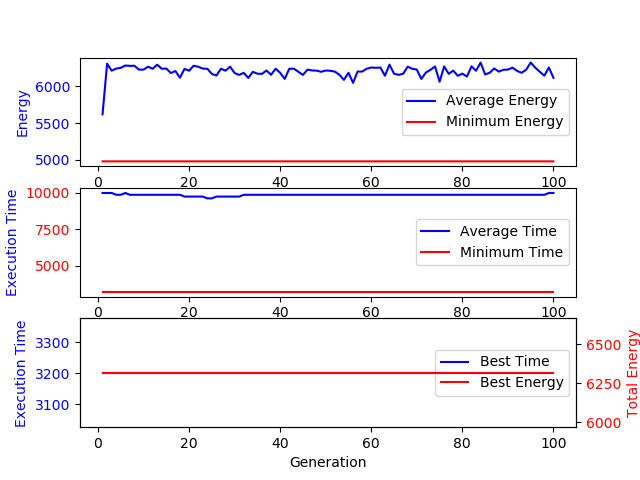 6000
5500
5000
Energy
Average Energy
Minimum Energy
0 20 40 60 80 100
10000
7500
5000
Execution Time
Average Time
Minimum Time
0 20 40 60 80 100
3300
3200
3100
Execution Time
Best Time
Best Energy
6500
6250
6000
Total Energy
0 20 40 60 80 100
Generation